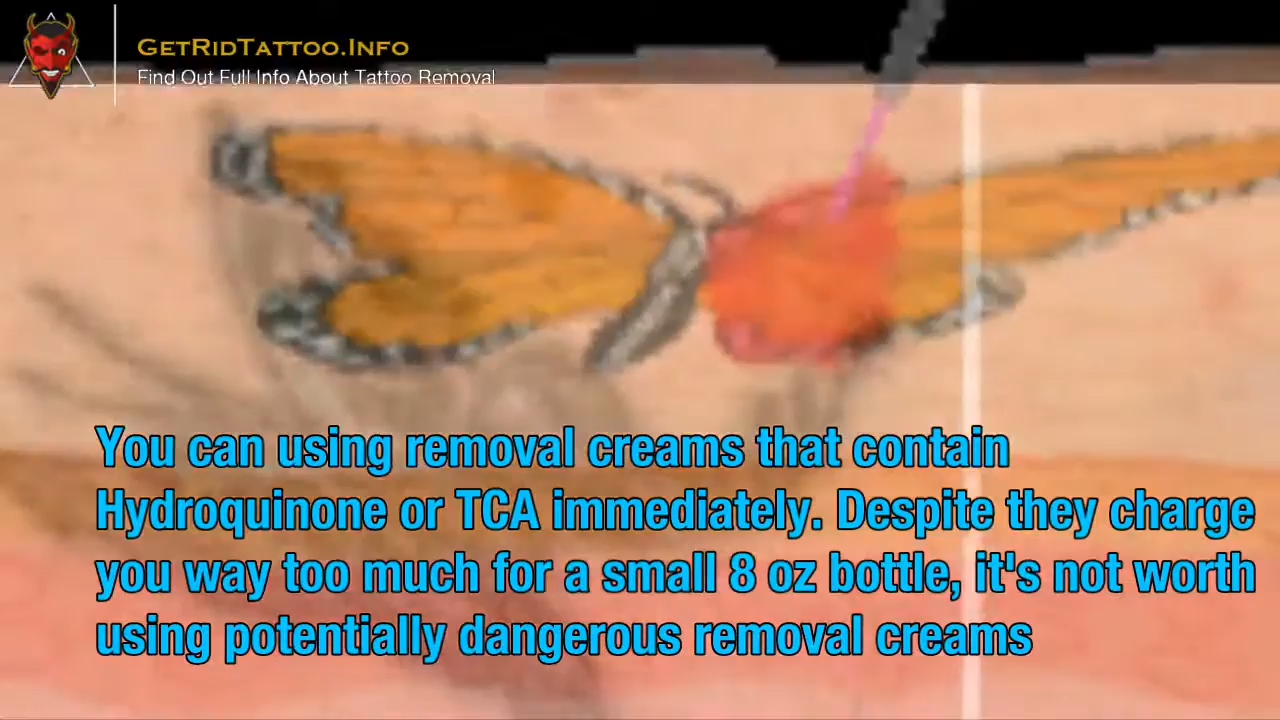 GetRidTattoo.Info
Find Out Full Info About Tattoo Removal
You can using removal creams that contain
Hydroquinone or TCA immediately. Despite they charge
you way too much for a small 8 oz bottle, it's not worth
using potentially dangerous removal creams